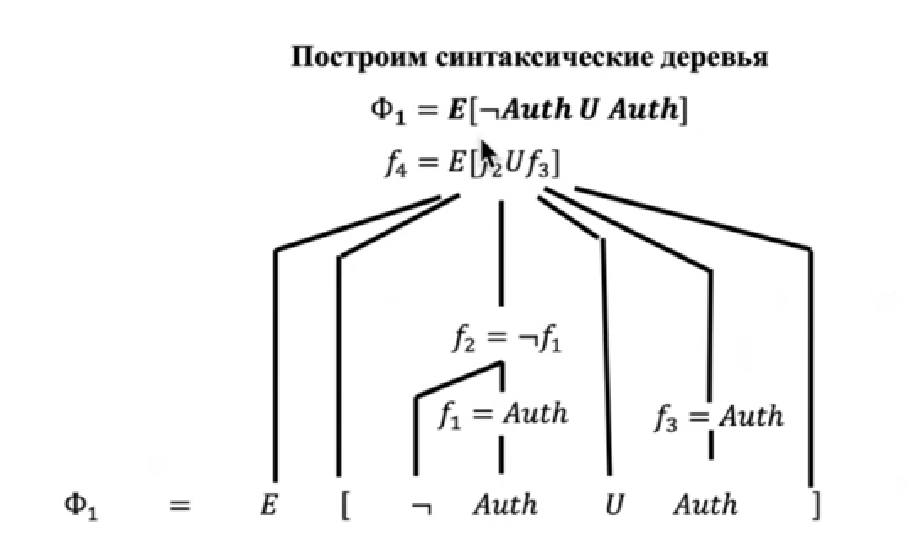 Построим синтаксические деревья
Φ₁ = E[¬Auth U Auth]
f₄ = E[f₂Uf₃]
f₂ = ¬f₁
f₁ = Auth f₃ = Auth
Φ₁ = E [ ¬ Auth U Auth ]